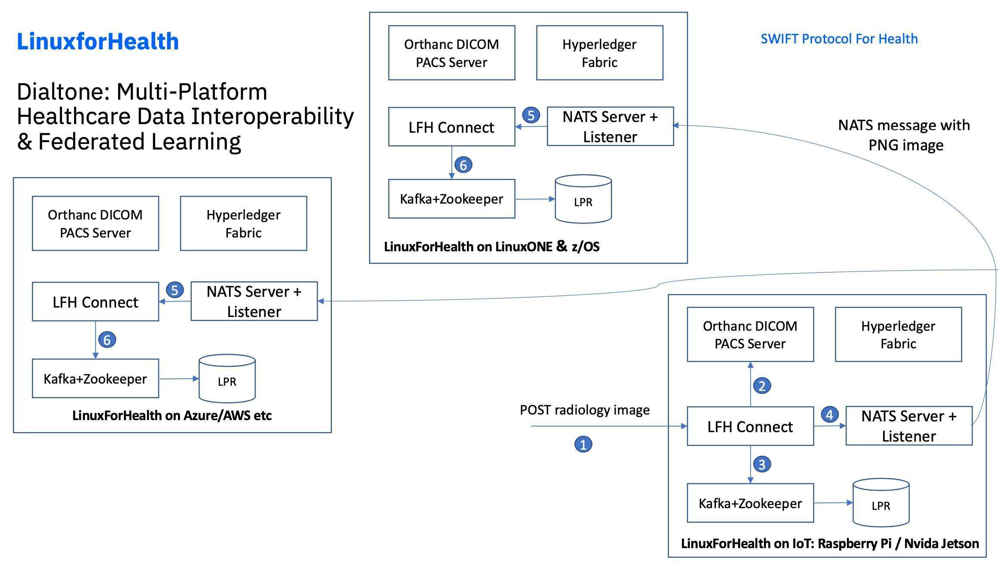 LinuxforHealth
Dialtone: Multi-Platform
Healthcare Data Interoperability
& Federated Learning
SWIFT Protocol For Health
Orthanc DICOM
PACS Server
Hyperledger
Fabric
LFH Connect
5
NATS Server +
Listener
6
Kafka+Zookeeper
LPR
LinuxForHealth on LinuxONE & z/OS
NATS message with
PNG image
Orthanc DICOM
PACS Server
Hyperledger
Fabric
LFH Connect
5
NATS Server +
Listener
6
Kafka+Zookeeper
LPR
LinuxForHealth on Azure/AWS etc
POST radiology image
1
Orthanc DICOM
PACS Server
Hyperledger
Fabric
2
LFH Connect
4
NATS Server +
Listener
3
Kafka+Zookeeper
LPR
LinuxForHealth on IoT: Raspberry Pi / Nvida Jetson